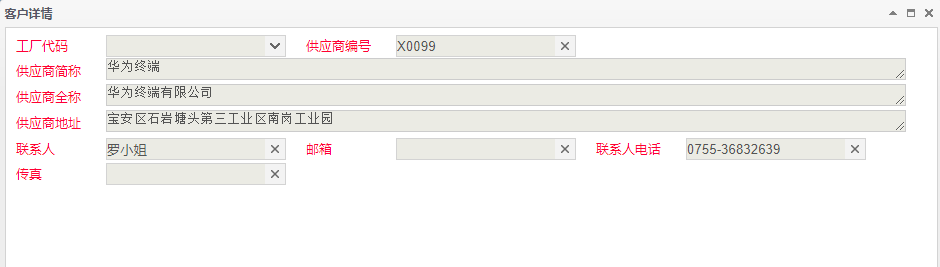 客户详情
工厂代码 供应商编号 X0099
供应商简称 华为终端
供应商全称 华为终端有限公司
供应商地址 宝安区石岩塘头第三工业区南岗工业园
联系人 罗小姐 邮箱 联系人电话 0755-36832639
传真